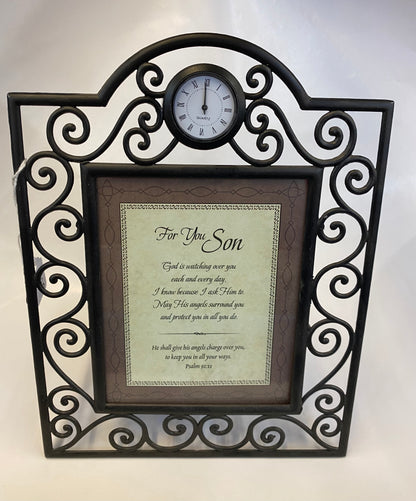 For You Son
God is watching over you
each and every day.
I know because I ask Him to.
May His angels surround you
and protect you in all you do.
He shall give his angels charge over you,
to keep you in all your ways.
Psalm 91:11